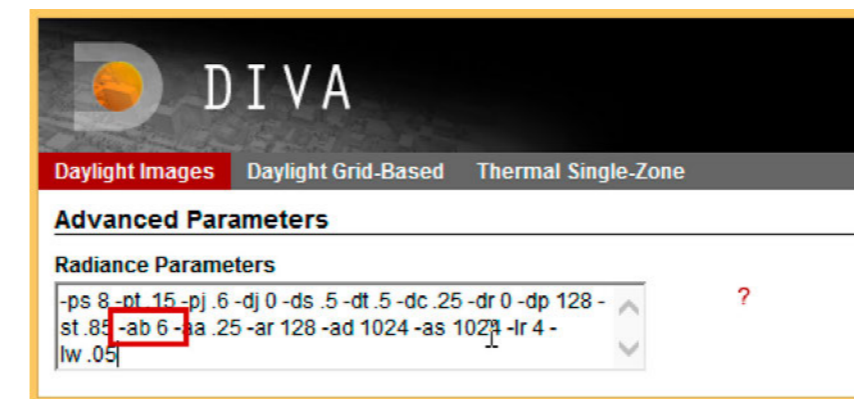 DIVA
Daylight Images Daylight Grid-Based Thermal Single-Zone
Advanced Parameters
Radiance Parameters
-ps 8 -pt .15 -pj .6 -dj 0 -ds .5 -dt .5 -dc .25 -dr 0 -dp 128 -
?
st .85 -ab 6 -aa .25 -ar 128 -ad 1024 -as 1024 -lr 4 -
lw .05